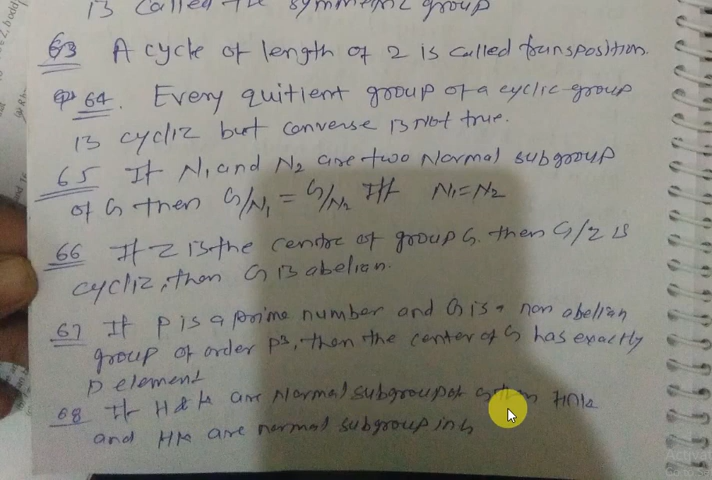 is called the symmetric group
63 A cycle of length of 2 is called transposition.
64. Every quitient group of a cyclic group
is cyclic but converse is not true.
65 If N1 and N2 are two Normal subgroup
of G then G/N1 = G/N2 Iff N1=N2
66 If Z is the centre of group G. then G/Z is
cyclic, then G is abelian.
67 If P is a prime number and G is a non abelian
group of order p³, then the center of G has exactly
p element
68 If H & K are Normal subgroup of G then H∩K
and HK are normal subgroup in G